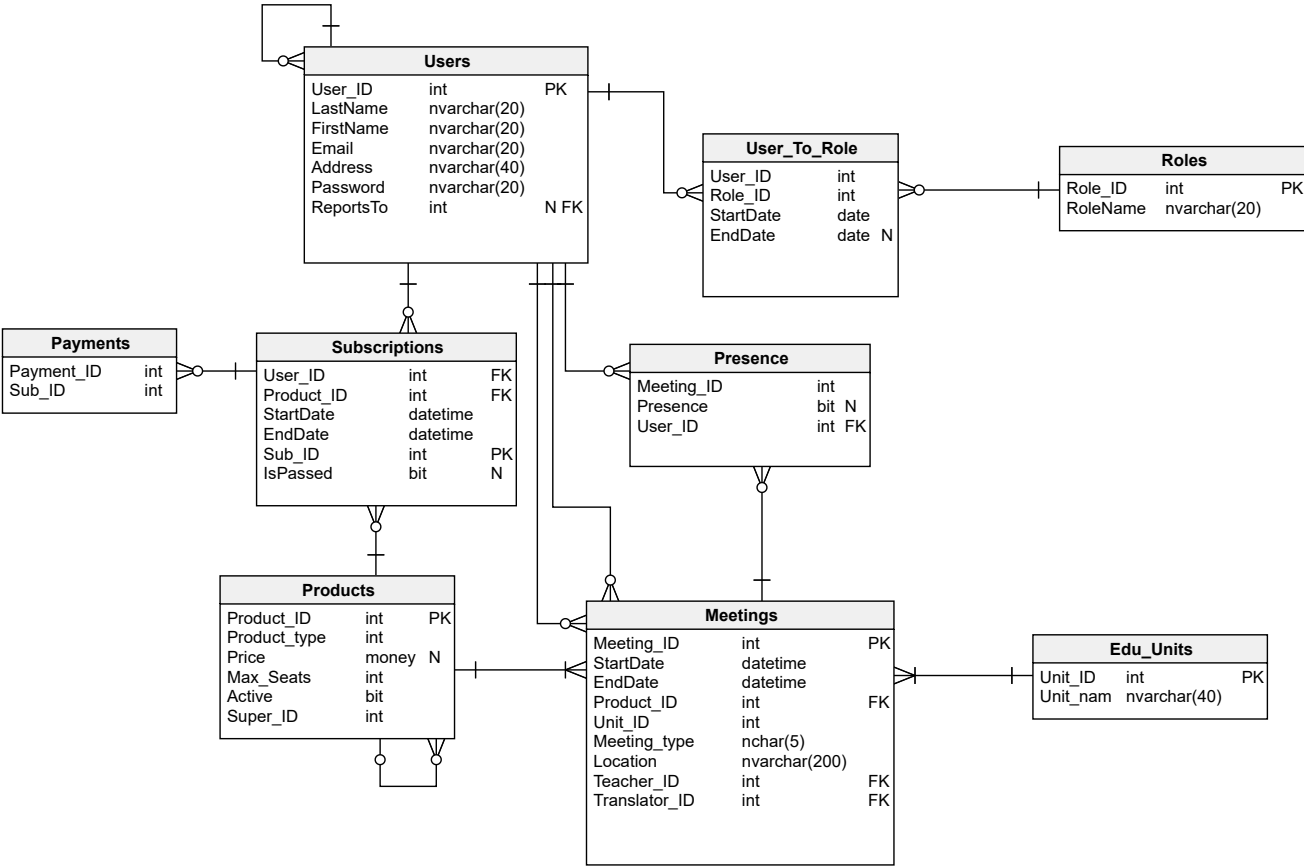 Users
User_ID int PK
LastName nvarchar(20)
FirstName nvarchar(20)
Email nvarchar(20)
Address nvarchar(40)
Password nvarchar(20)
ReportsTo int N FK
User_To_Role
User_ID int
Role_ID int
StartDate date
EndDate date N
Roles
Role_ID int PK
RoleName nvarchar(20)
Payments
Payment_ID int
Sub_ID int
Subscriptions
User_ID int FK
Product_ID int FK
StartDate datetime
EndDate datetime
Sub_ID int PK
IsPassed bit N
Presence
Meeting_ID int
Presence bit N
User_ID int FK
Products
Product_ID int PK
Product_type int
Price money N
Max_Seats int
Active bit
Super_ID int
Meetings
Meeting_ID int PK
StartDate datetime
EndDate datetime
Product_ID int FK
Unit_ID int
Meeting_type nchar(5)
Location nvarchar(200)
Teacher_ID int FK
Translator_ID int FK
Edu_Units
Unit_ID int PK
Unit_nam nvarchar(40)